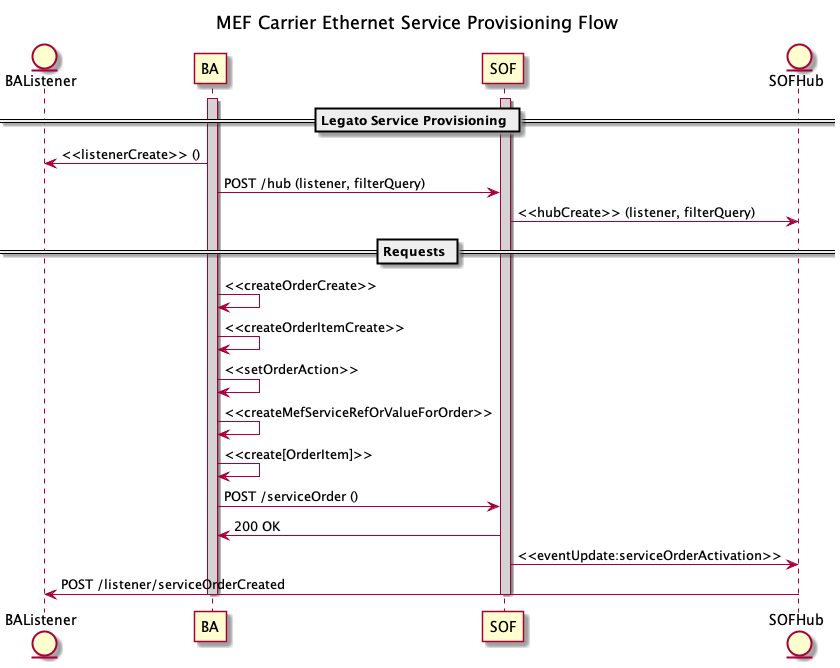 MEF Carrier Ethernet Service Provisioning Flow
BAListener
BA
SOF
SOFHub
Legato Service Provisioning
<<listenerCreate>> ()
POST /hub (listener, filterQuery)
<<hubCreate>> (listener, filterQuery)
Requests
<<createOrderCreate>>
<<createOrderItemCreate>>
<<setOrderAction>>
<<createMefServiceRefOrValueForOrder>>
<<create[OrderItem]>>
POST /serviceOrder ()
200 OK
<<eventUpdate:serviceOrderActivation>>
POST /listener/serviceOrderCreated
BAListener
BA
SOF
SOFHub